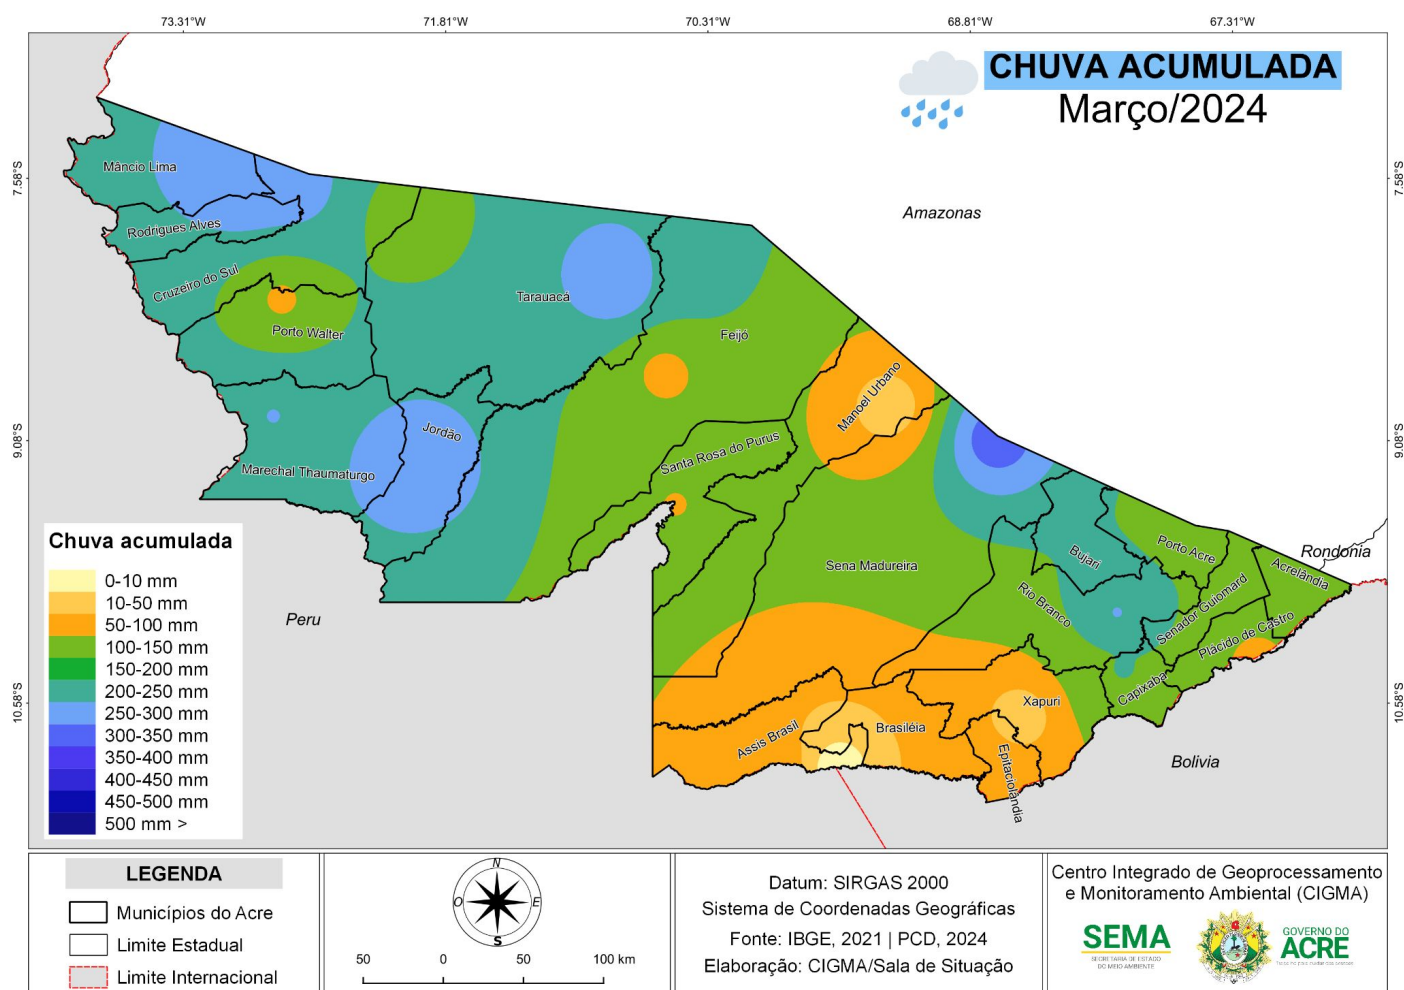 73.31°W
71.81°W
70.31°W
68.81°W
67.31°W
CHUVA ACUMULADA
Março/2024
7.58°S
7.58°S
Mâncio Lima
Amazonas
Rodrigues Alves
Cruzeiro do Sul
Tarauacá
Porto Walter
Feijó
Manoel Urbano
9.08°S
9.08°S
Jordão
Santa Rosa do Purus
Marechal Thaumaturgo
Chuva acumulada
0-10 mm
10-50 mm
50-100 mm
100-150 mm
150-200 mm
200-250 mm
250-300 mm
300-350 mm
350-400 mm
400-450 mm
450-500 mm
500 mm >
Bujari
Porto Acre
Rondonia
Acrelândia
Sena Madureira
Rio Branco
Senador Guiomard
Plácido de Castro
Peru
Capixaba
10.58°S
10.58°S
Xapuri
Assis Brasil
Brasiléia
Epitaciolândia
Bolivia
LEGENDA
Municípios do Acre
Limite Estadual
Limite Internacional
N
O
E
S
50
0
50
100 km
Datum: SIRGAS 2000
Sistema de Coordenadas Geográficas
Fonte: IBGE, 2021 | PCD, 2024
Elaboração: CIGMA/Sala de Situação
Centro Integrado de Geoprocessamento
e Monitoramento Ambiental (CIGMA)
SEMA
SECRETARIA DE ESTADO
DO MEIO AMBIENTE
GOVERNO DO
ACRE